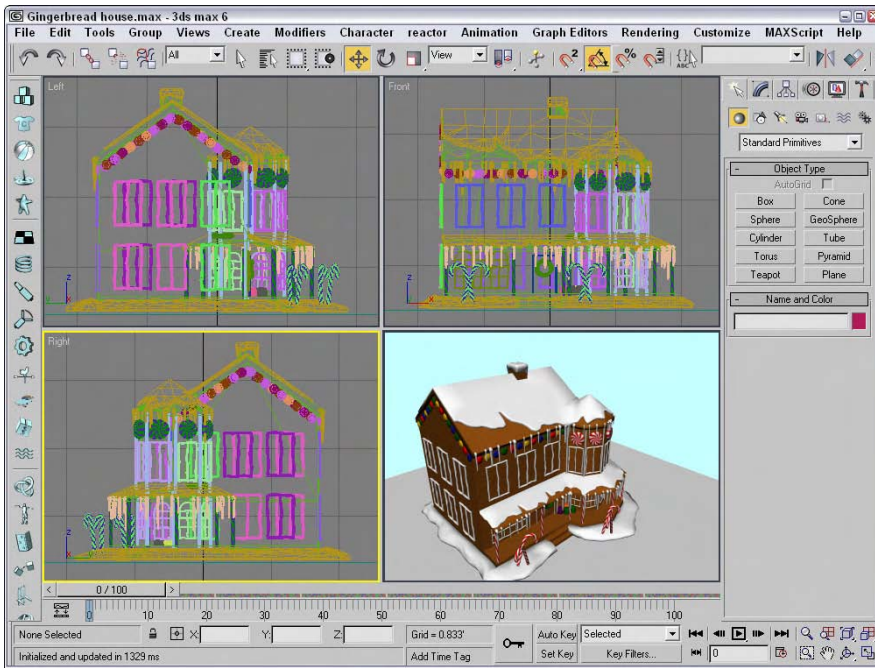 Gingerbread house.max - 3ds max 6
File Edit Tools Group Views Create Modifiers Character reactor Animation Graph Editors Rendering Customize MAXScript Help
All View 2 % ABC
Left Front
Standard Primitives
Object Type
AutoGrid
Box Cone
Sphere GeoSphere
Cylinder Tube
Torus Pyramid
Teapot Plane
Name and Color
z x z x
Right
z
< 0 / 100 >
0 10 20 30 40 50 60 70 80 90 100
None Selected X: Y: Z: Grid = 0.833' Auto Key Selected
Initialized and updated in 1329 ms Add Time Tag Set Key Key Filters... 0